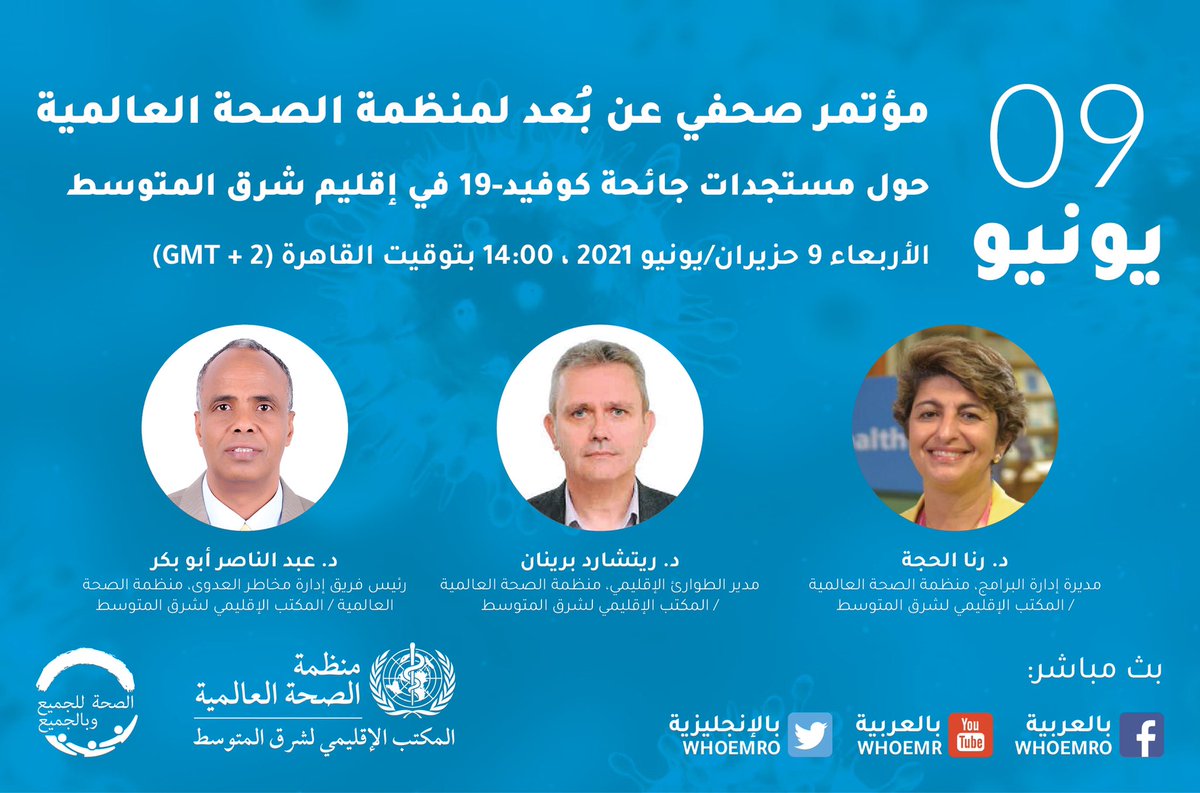 09
يونيو
مؤتمر صحفي عن بُعد لمنظمة الصحة العالمية
حول مستجدات جائحة كوفيد-19 في إقليم شرق المتوسط
الأربعاء 9 حزيران/يونيو 2021 ، 14:00 بتوقيت القاهرة (GMT + 2)
ealth
د. رنا الحجة
مديرة إدارة البرامج، منظمة الصحة العالمية
/ المكتب الإقليمي لشرق المتوسط
د. ريتشارد برينان
مدير الطوارئ الإقليمي، منظمة الصحة العالمية
/ المكتب الإقليمي لشرق المتوسط
د. عبد الناصر أبو بكر
رئيس فريق إدارة مخاطر العدوى، منظمة الصحة
العالمية / المكتب الإقليمي لشرق المتوسط
بث مباشر:
بالعربية
WHOEMRO
You
Tube
بالعربية
WHOEMR
بالإنجليزية
WHOEMRO
منظمة
الصحة العالمية
المكتب الإقليمي لشرق المتوسط
الصحة للجميع
وبالجميع